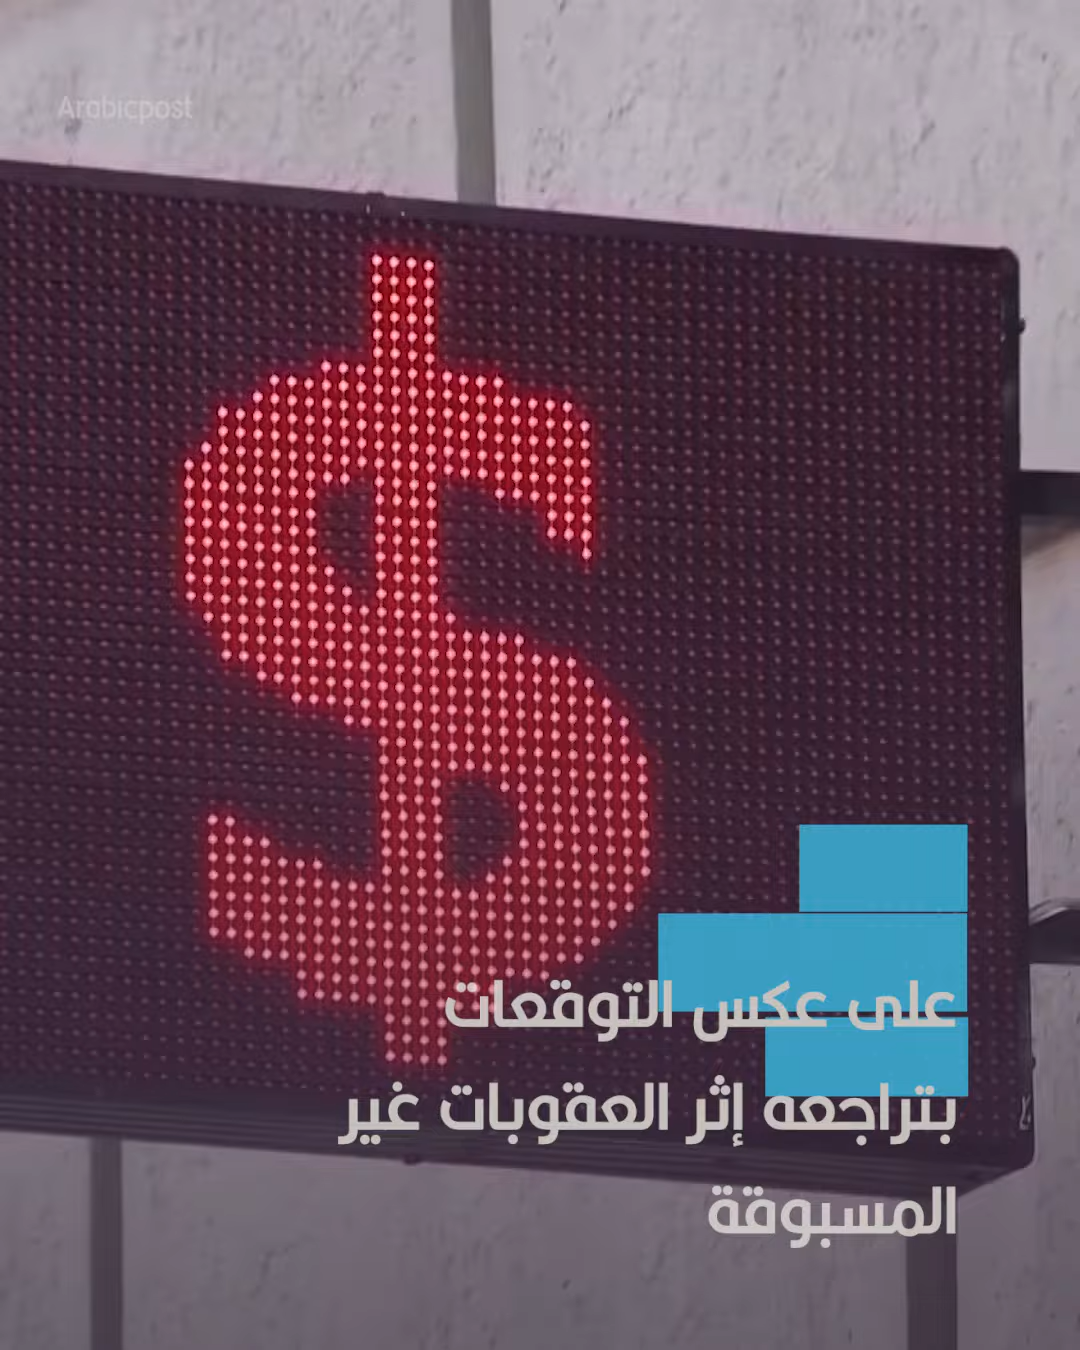 Arabicpost
$
على عكس التوقعات
بتراجعه إثر العقوبات غير
المسبوقة